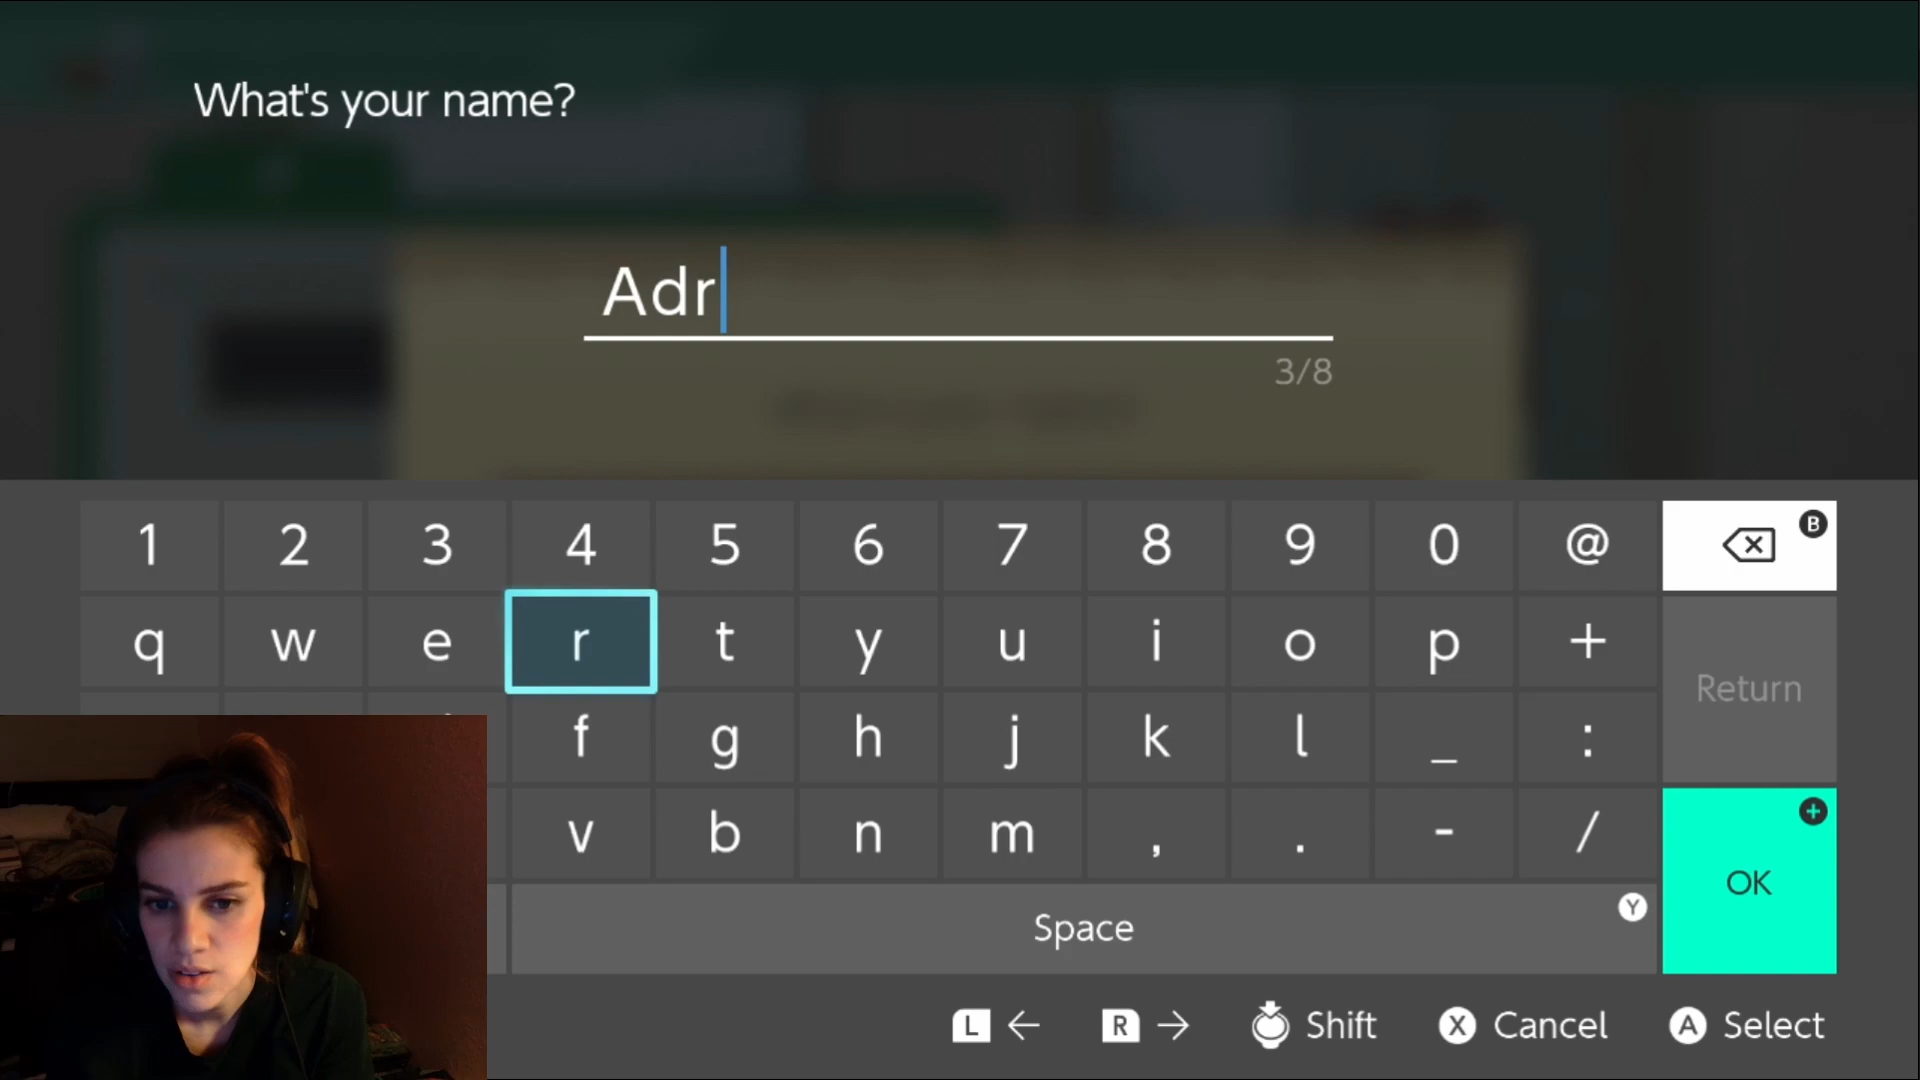 What's your name?
Adr
3/8
1 2 3 4 5 6 7 8 9 0 @ B
q w e r t y u i o p +
Return
f g h j k l _ :
v b n m , . - / +
OK
Space Y
L ← R → Shift X Cancel A Select